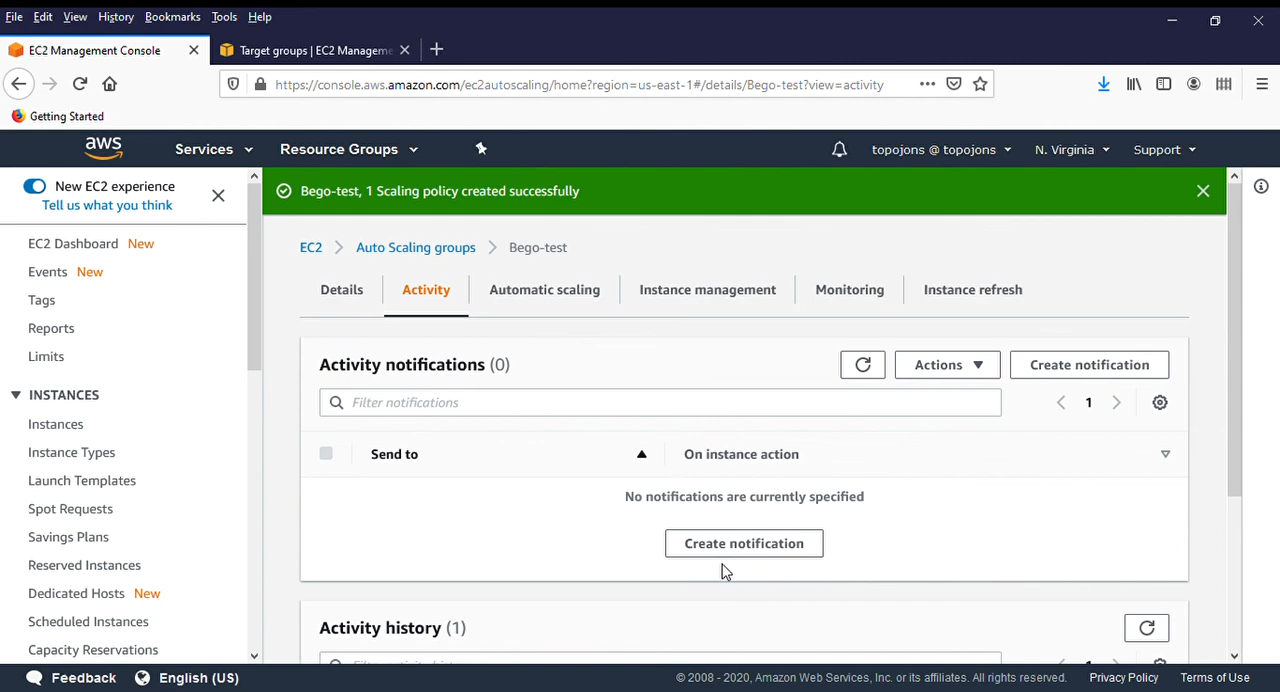 File Edit View History Bookmarks Tools Help
EC2 Management Console
Target groups | EC2 Manageme
https://console.aws.amazon.com/ec2autoscaling/home?region=us-east-1#/details/Bego-test?view=activity
Getting Started
aws Services Resource Groups topojons @ topojons N. Virginia Support
New EC2 experience
Tell us what you think
EC2 Dashboard New
Events New
Tags
Reports
Limits
INSTANCES
Instances
Instance Types
Launch Templates
Spot Requests
Savings Plans
Reserved Instances
Dedicated Hosts New
Scheduled Instances
Capacity Reservations
Bego-test, 1 Scaling policy created successfully
EC2 Auto Scaling groups Bego-test
Details Activity Automatic scaling Instance management Monitoring Instance refresh
Activity notifications (0) Actions Create notification
Filter notifications 1
Send to On instance action
No notifications are currently specified
Create notification
Activity history (1)
Feedback English (US) © 2008 - 2020, Amazon Web Services, Inc. or its affiliates. All rights reserved. Privacy Policy Terms of Use